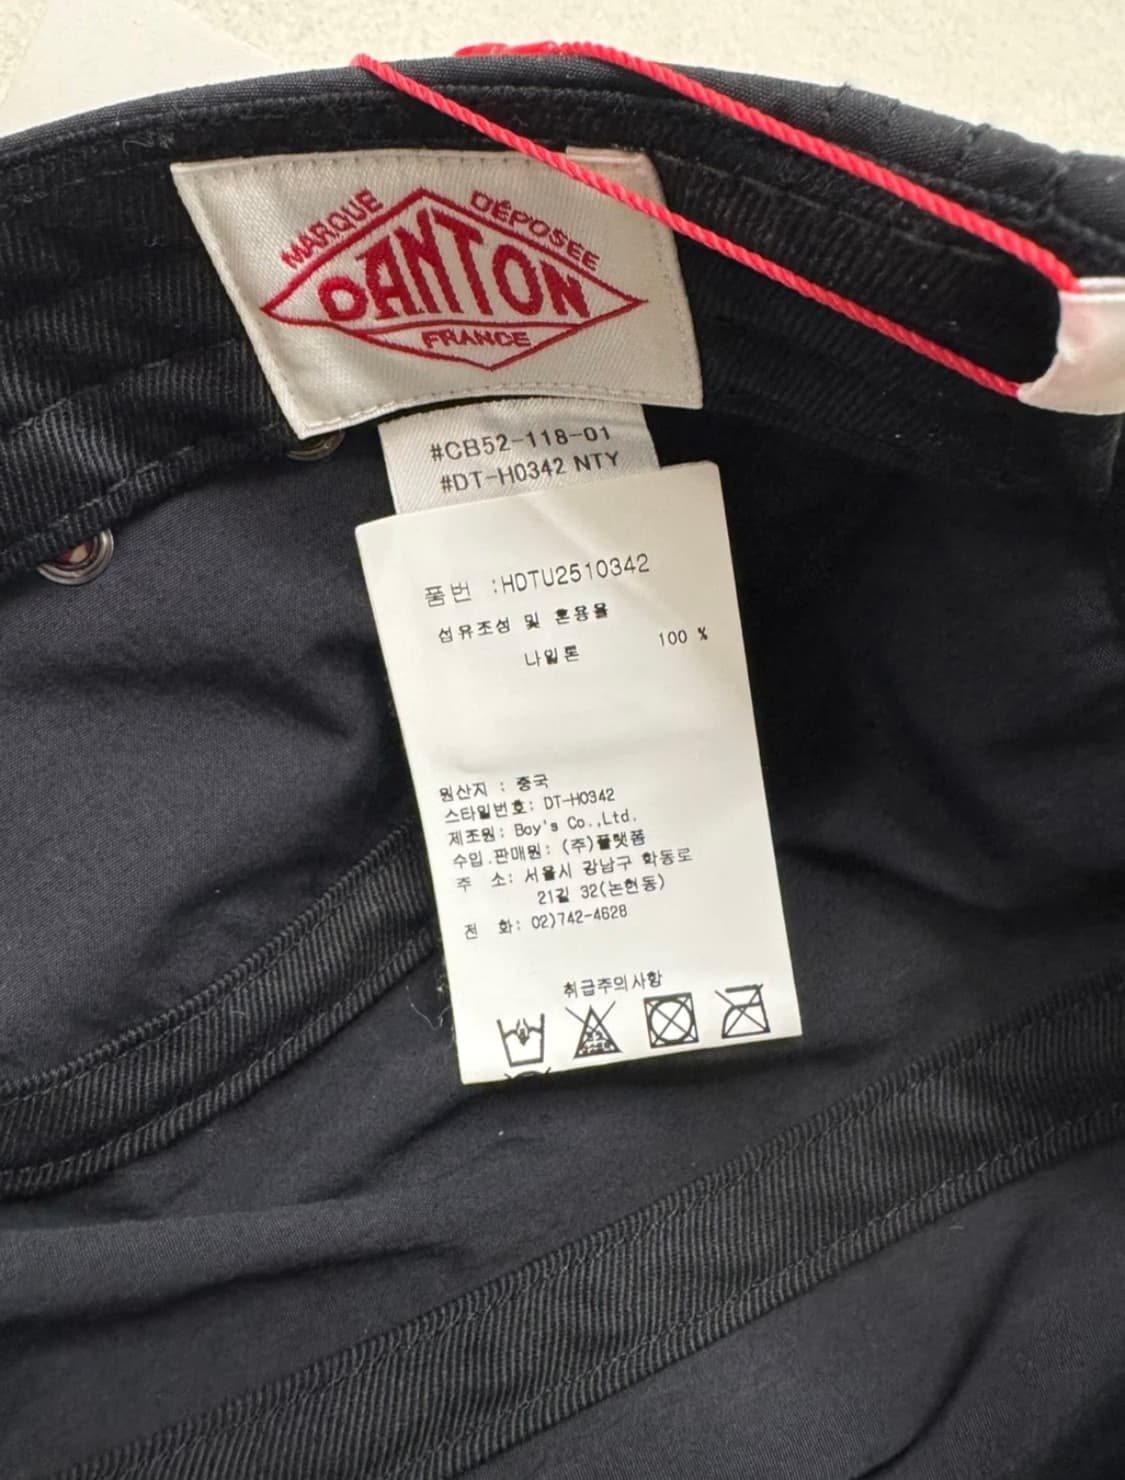 MARQUE DÉPOSÉE
DANTON
FRANCE
#CB52-118-01
#DT-H0342 NTY
품번 :HDTU2510342
섬유조성 및 혼용율
나일론 100 %
원산지 : 중국
스타일번호: DT-H0342
제조원: Boy's Co.,Ltd.
수입.판매원: (주)플랫폼
주 소: 서울시 강남구 학동로
21길 32(논현동)
전 화: 02)742-4628
취급주의사항